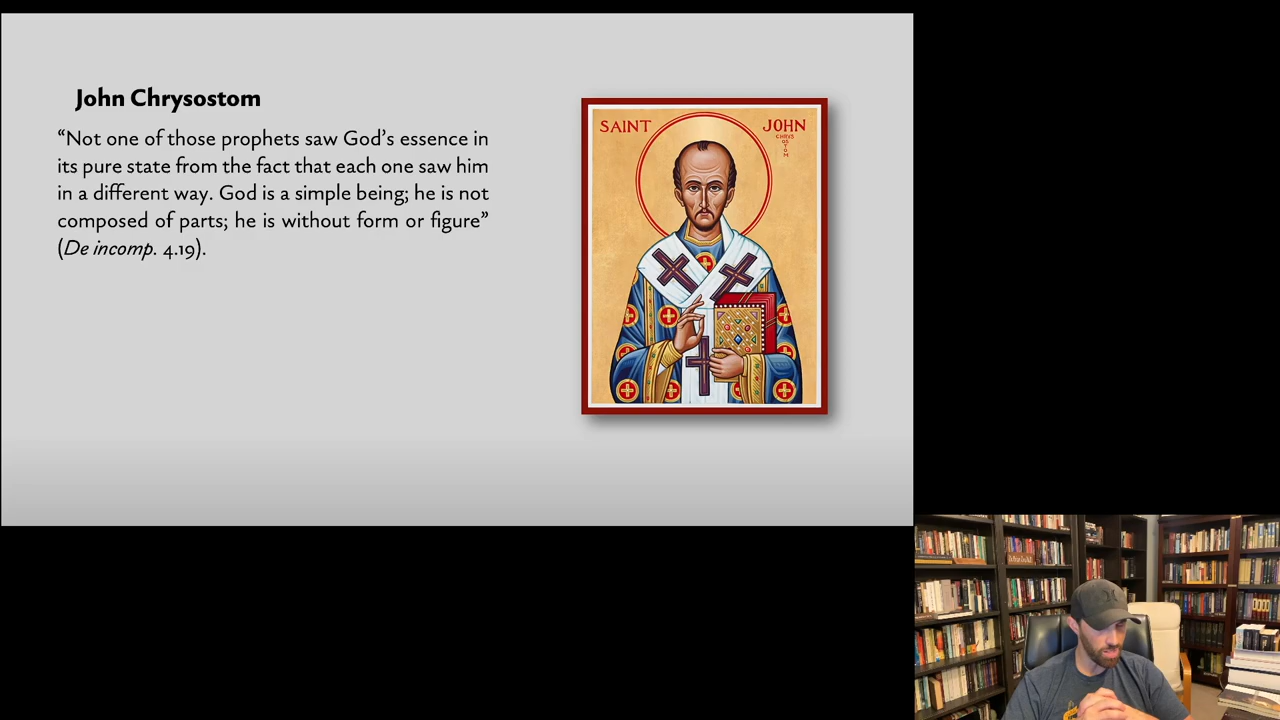 John Chrysostom
“Not one of those prophets saw God’s essence in
its pure state from the fact that each one saw him
in a different way. God is a simple being; he is not
composed of parts; he is without form or figure”
(De incomp. 4.19).
SAINT
JOHN
CHRYS
OS
T
O
M